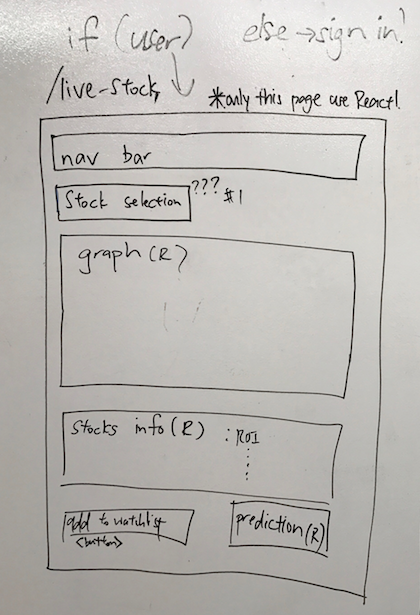 if (user) else → sign in!
/live-stock, *only this page use React!
nav bar
Stock selection ??? #1
graph (R)
Stocks info (R) : ROI
add to watchlist
<button>
prediction (R)